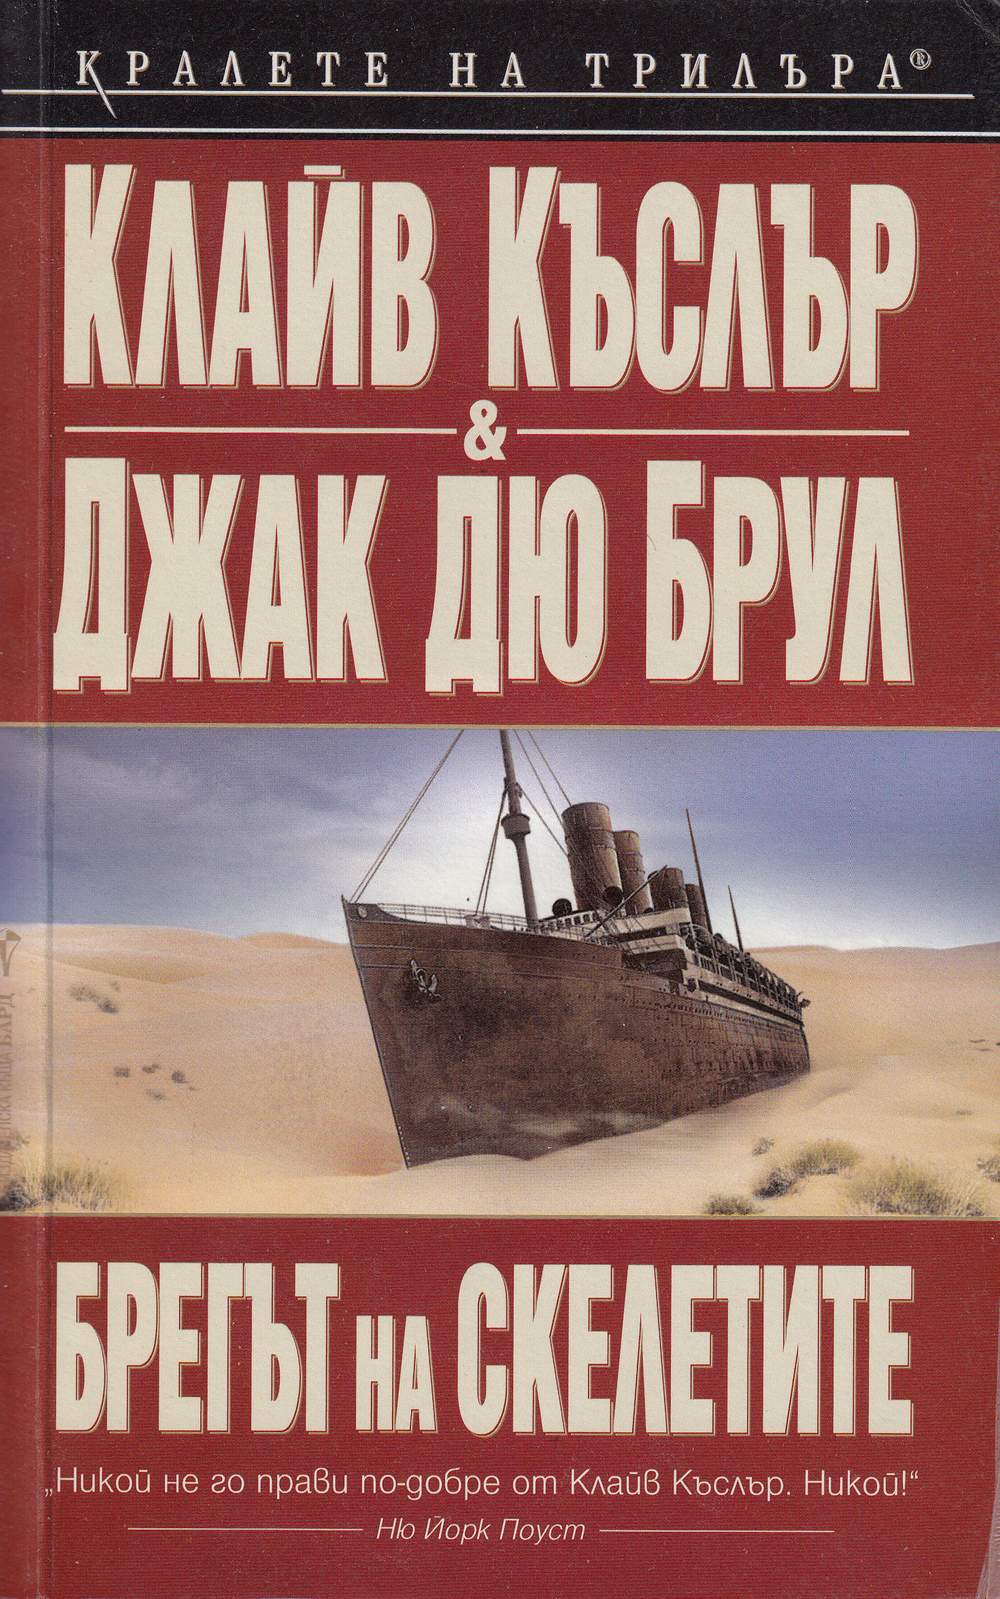 КРАЛЕТЕ НА ТРИЛЪРА®
КЛАЙВ КЪСЛЪР
&
ДЖАК ДЮ БРУЛ
БАРД
БРЕГЪТ НА СКЕЛЕТИТЕ
„Никой не го прави по-добре от Клайв Къслър. Никой!“
Ню Йорк Поуст